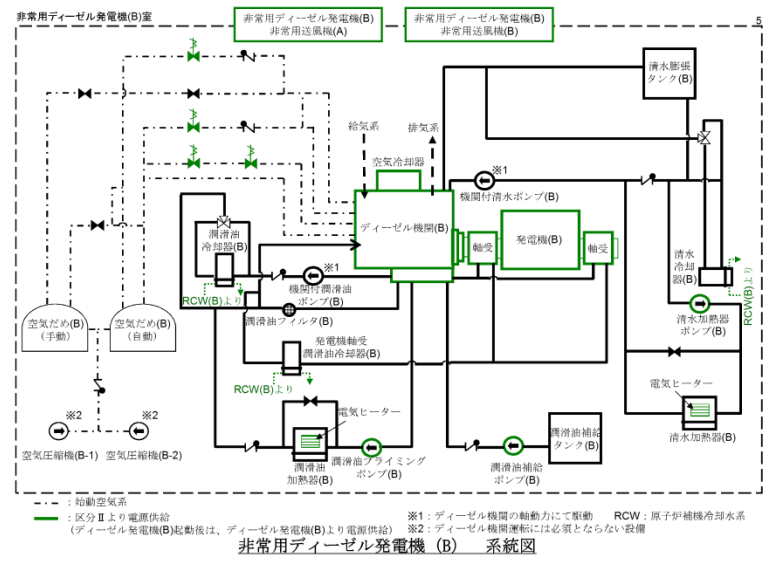 非常用ディーゼル発電機(B)室
非常用ディーゼル発電機(B)
非常用送風機(A)
非常用ディーゼル発電機(B)
非常用送風機(B)
5
清水膨張
タンク(B)
給気系
排気系
空気冷却器
※1
機関付清水ポンプ(B)
ディーゼル機関(B)
軸受
発電機(B)
軸受
潤滑油
冷却器(B)
RCW(B)より
※1
機関付潤滑油
ポンプ(B)
潤滑油フィルタ(B)
清水
冷却
器(B)
RCW(B)より
清水加熱器
ポンプ(B)
空気だめ(B)
(手動)
空気だめ(B)
(自動)
発電機軸受
潤滑油冷却器(B)
RCW(B)より
電気ヒーター
清水加熱器(B)
※2
※2
空気圧縮機(B-1)
空気圧縮機(B-2)
電気ヒーター
潤滑油
加熱器(B)
潤滑油プライミング
ポンプ(B)
潤滑油補給
ポンプ(B)
潤滑油補給
タンク(B)
:始動空気系
:区分Ⅱより電源供給
(ディーゼル発電機(B)起動後は、ディーゼル発電機(B)より電源供給)
※1:ディーゼル機関の軸動力にて駆動 RCW:原子炉補機冷却水系
※2:ディーゼル機関運転には必須とならない設備
非常用ディーゼル発電機(B) 系統図